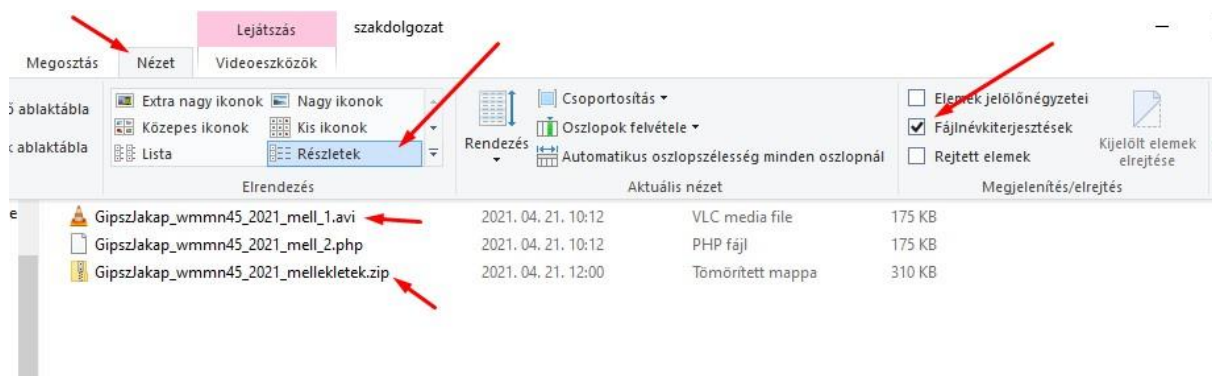 Lejátszás szakdolgozat
Megosztás Nézet Videoeszközök
ablaktábla Extra nagy ikonok Nagy ikonok Csoportosítás Elemek jelölőnégyzetei
Közepes ikonok Kis ikonok Oszlopok felvétele Fájlnévkiterjesztések
ablaktábla Lista Részletek Rendezés Automatikus oszlopszélesség minden oszlopnál Rejtett elemek Kijelölt elemek elrejtése
Elrendezés Aktuális nézet Megjelenítés/elrejtés
GipszJakap_wmmn45_2021_mell_1.avi 2021. 04. 21. 10:12 VLC media file 175 KB
GipszJakap_wmmn45_2021_mell_2.php 2021. 04. 21. 10:12 PHP fájl 175 KB
GipszJakap_wmmn45_2021_mellekletek.zip 2021. 04. 21. 12:00 Tömörített mappa 310 KB